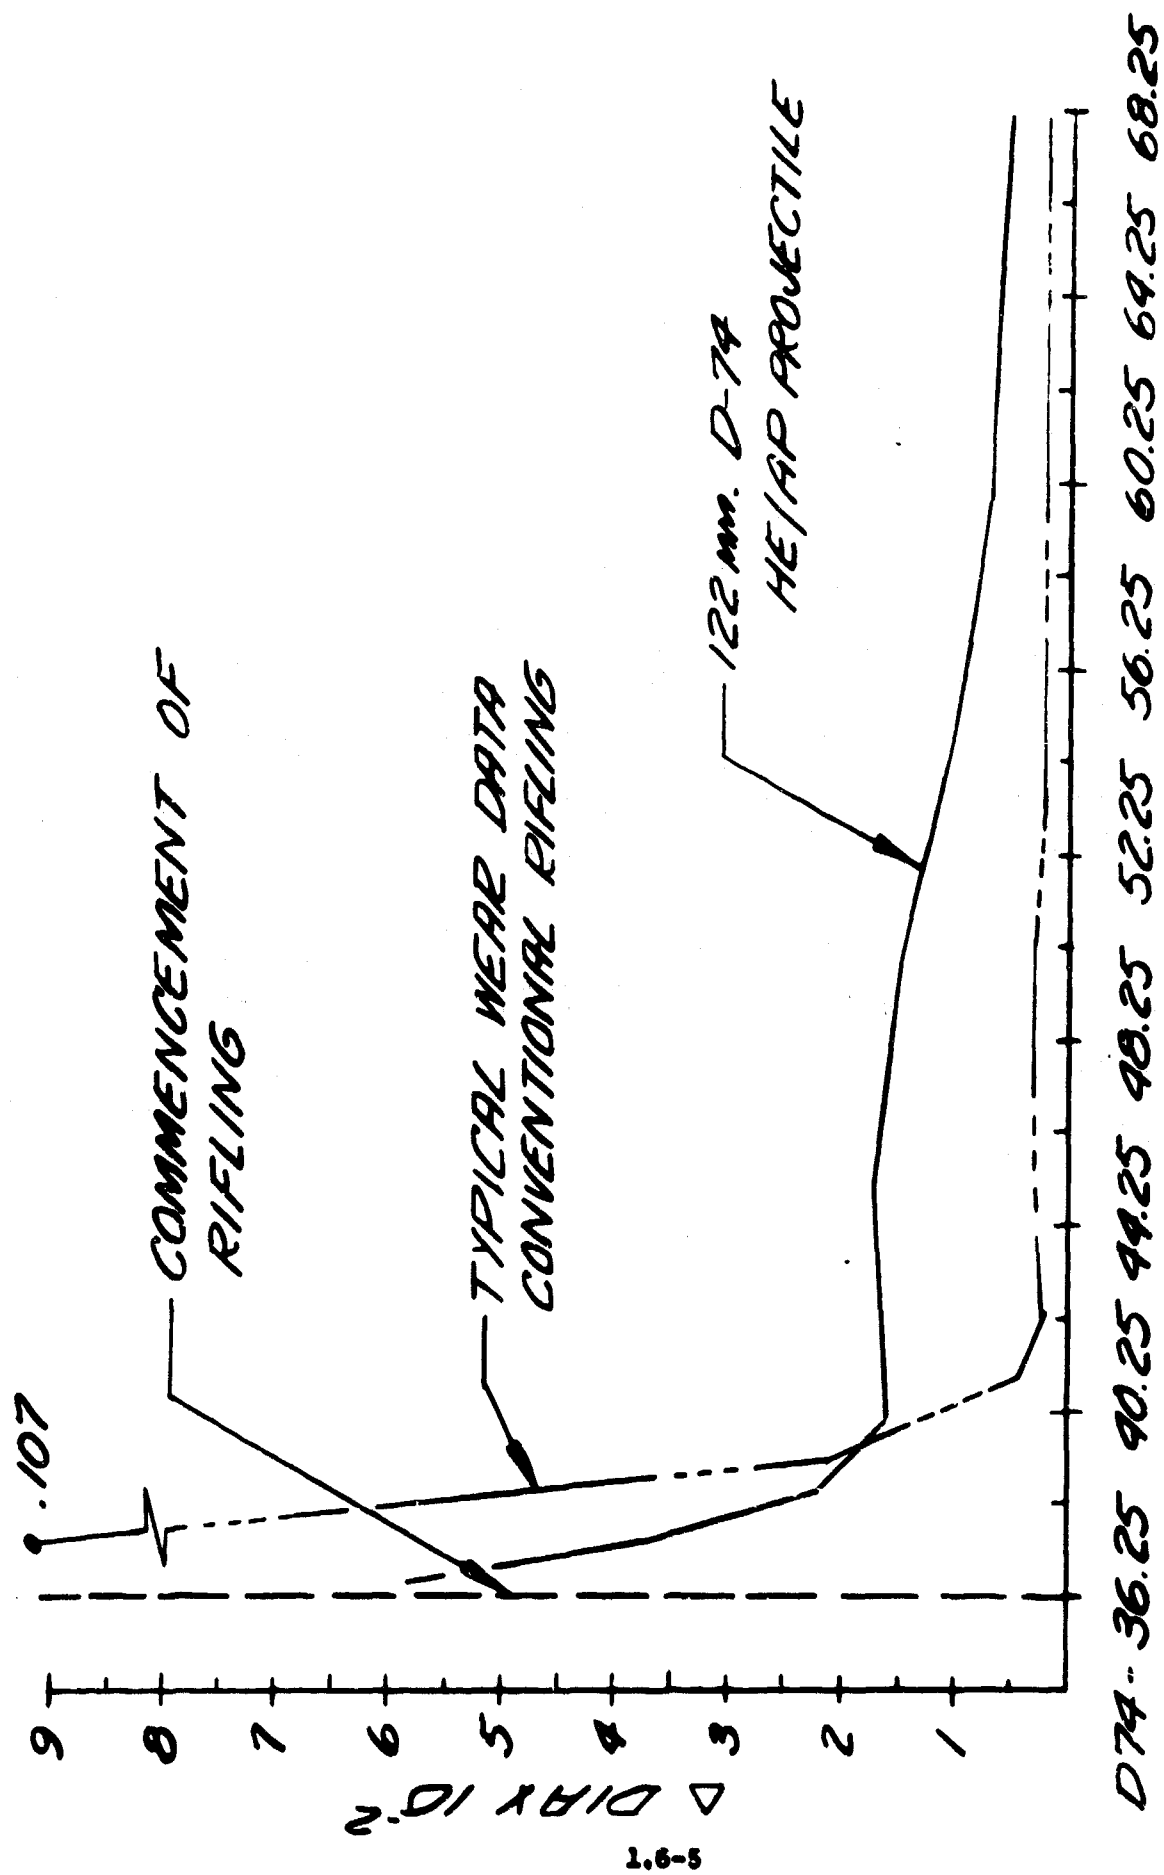 .107
COMMENCEMENT OF
RIFLING
TYPICAL WEAR DATA
CONVENTIONAL RIFLING
122 MM. D-74
HE/AP PROJECTILE
9
8
7
6
5
4
3
2
1
Δ DIA X 10⁻²
D74-- 36.25 40.25 44.25 48.25 52.25 56.25 60.25 64.25 68.25
1.6-5